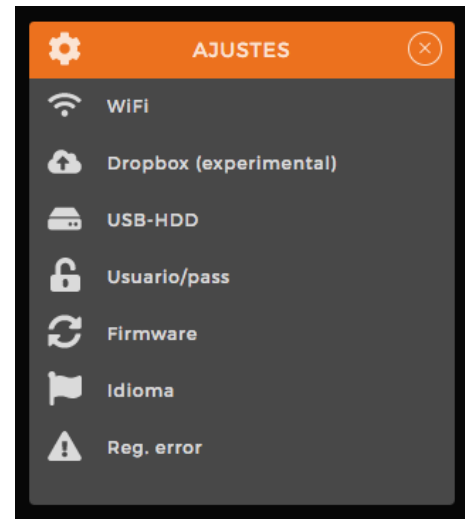 AJUSTES
WiFi
Dropbox (experimental)
USB-HDD
Usuario/pass
Firmware
Idioma
Reg. error